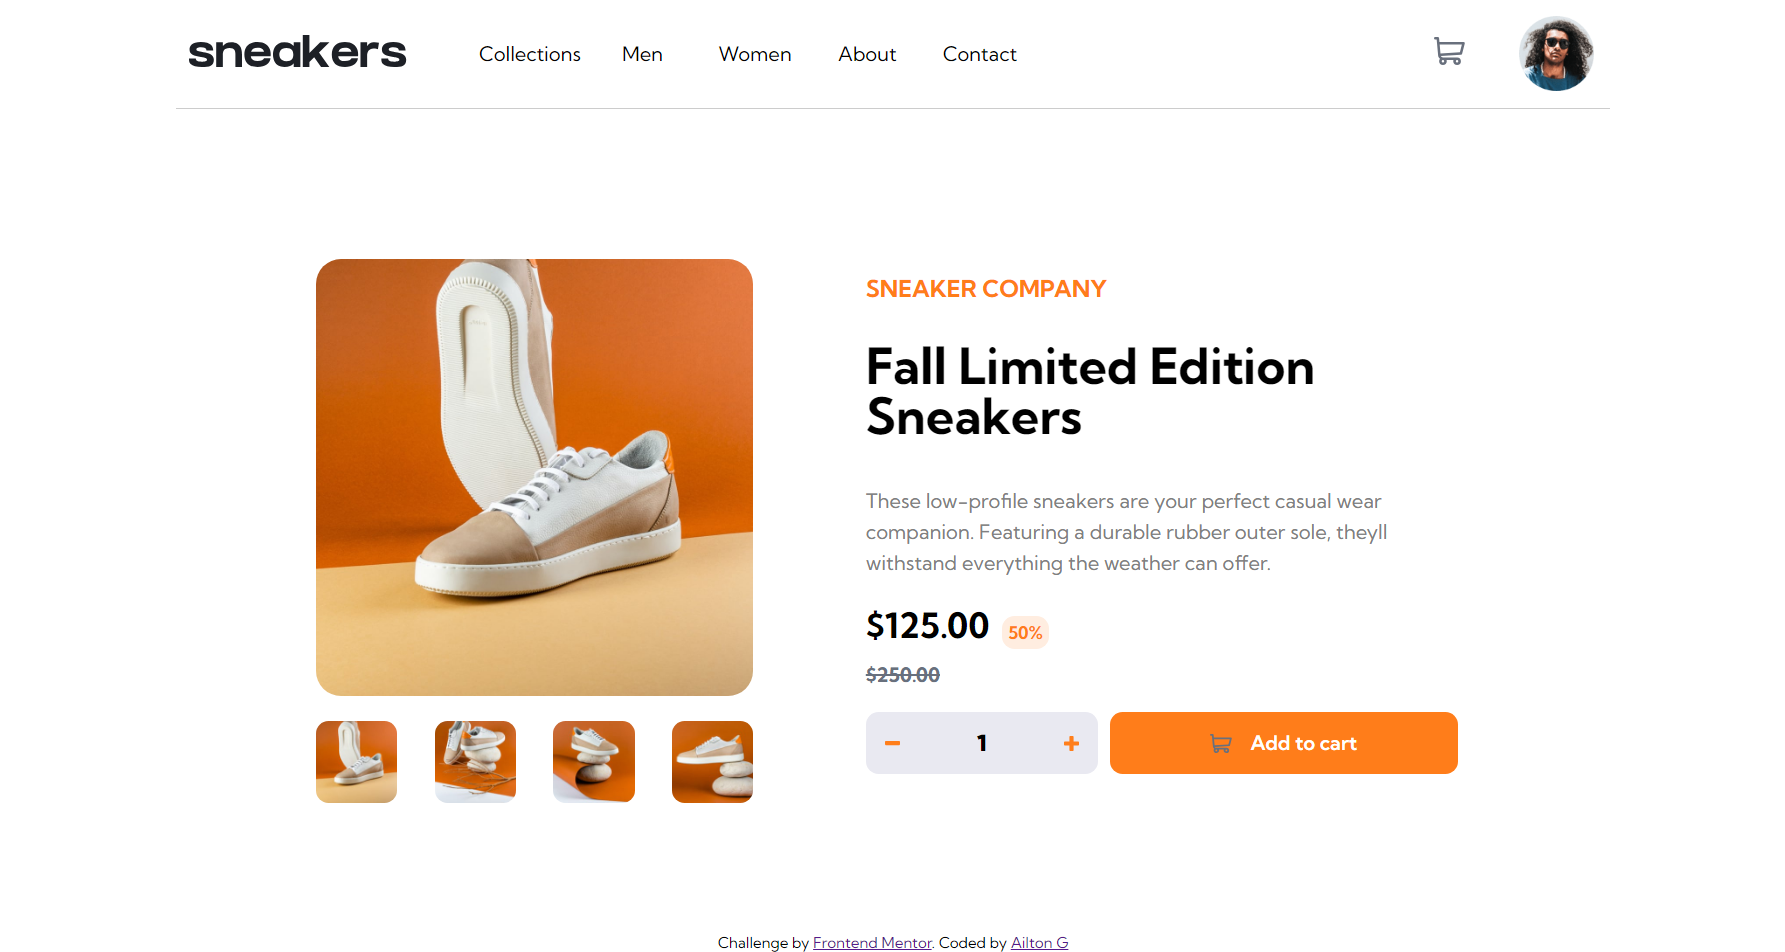 sneakers
Collections Men Women About Contact
SNEAKER COMPANY
Fall Limited Edition
Sneakers
These low-profile sneakers are your perfect casual wear
companion. Featuring a durable rubber outer sole, theyll
withstand everything the weather can offer.
$125.00 50%
$250.00
1
Add to cart
Challenge by Frontend Mentor. Coded by Ailton G